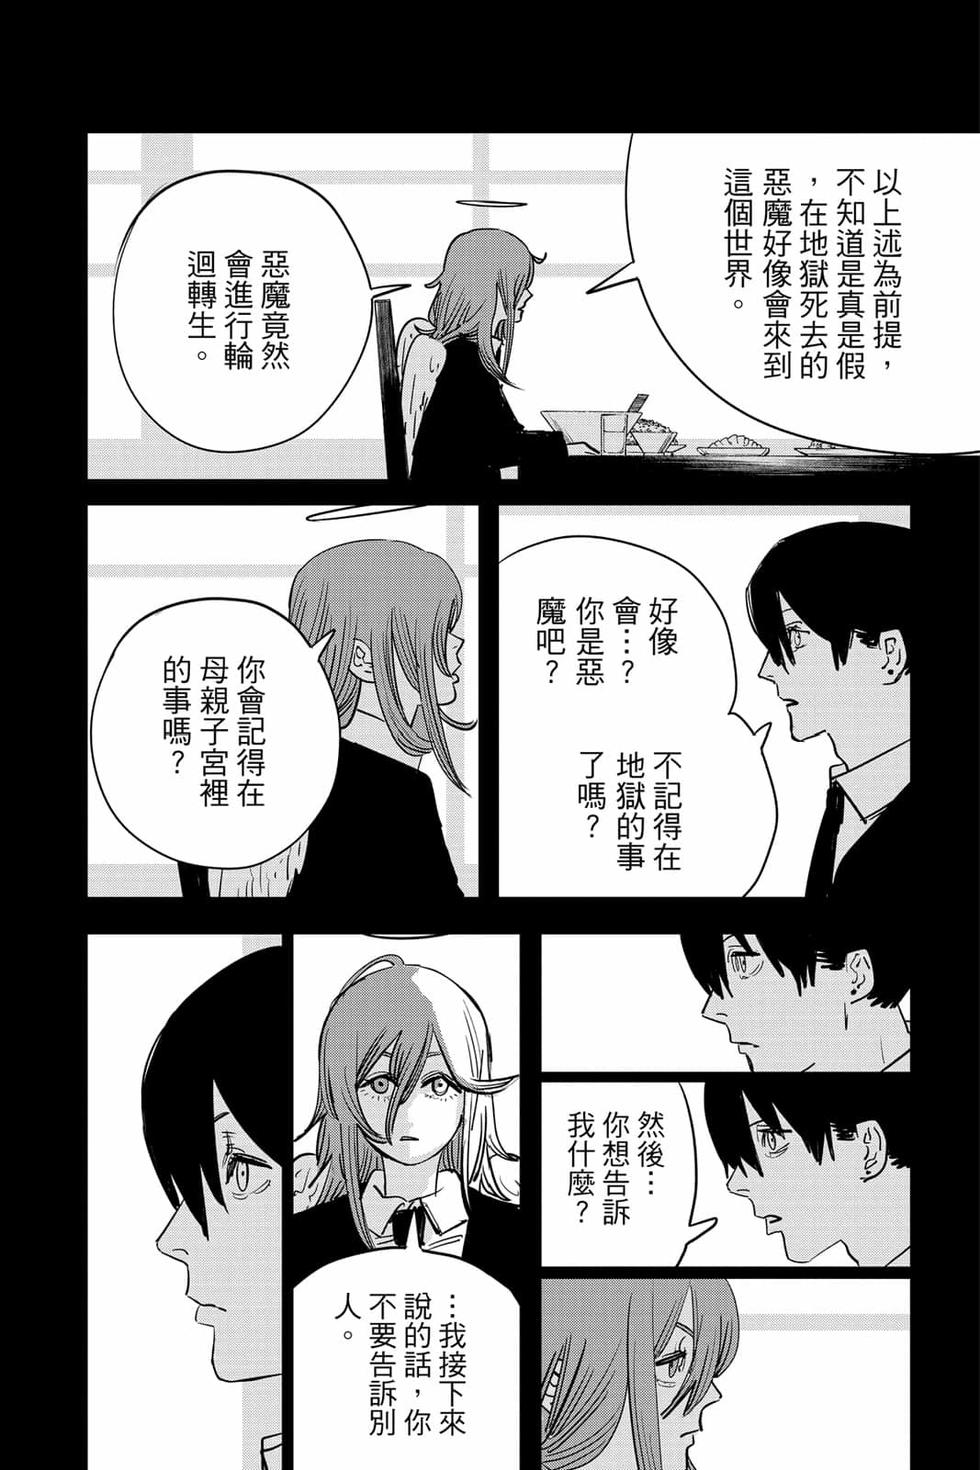 以上述為前提，
不知道是真是假
，在地獄死去的
惡魔好像會來到
這個世界。
惡魔竟然
會進行輪
迴轉生。
好像
會…？
你是惡
魔吧？
不記得在
地獄的事
了嗎？
你會記得在
母親子宮裡
的事嗎？
然後…
你想告訴
我什麼？
…我接下來
說的話，你
不要告訴別
人。